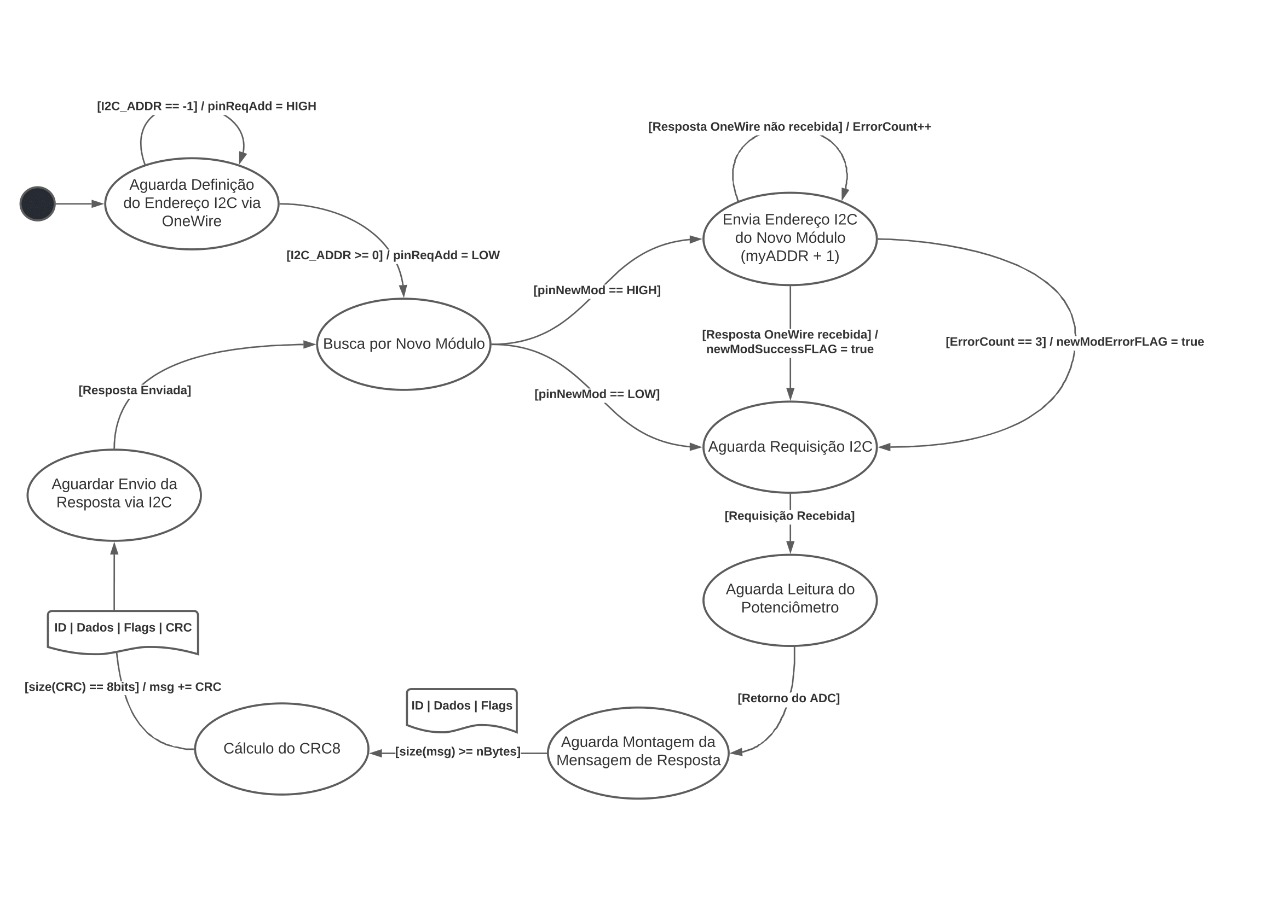 [I2C_ADDR == -1] / pinReqAdd = HIGH
Aguarda Definição
do Endereço I2C via
OneWire
[I2C_ADDR >= 0] / pinReqAdd = LOW
Busca por Novo Módulo
[pinNewMod == HIGH]
[pinNewMod == LOW]
[Resposta OneWire não recebida] / ErrorCount++
Envia Endereço I2C
do Novo Módulo
(myADDR + 1)
[Resposta OneWire recebida] /
newModSuccessFLAG = true
[ErrorCount == 3] / newModErrorFLAG = true
Aguarda Requisição I2C
[Requisição Recebida]
Aguarda Leitura do
Potenciômetro
[Retorno do ADC]
Aguarda Montagem da
Mensagem de Resposta
ID | Dados | Flags
[size(msg) >= nBytes]
Cálculo do CRC8
[size(CRC) == 8bits] / msg += CRC
ID | Dados | Flags | CRC
Aguardar Envio da
Resposta via I2C
[Resposta Enviada]